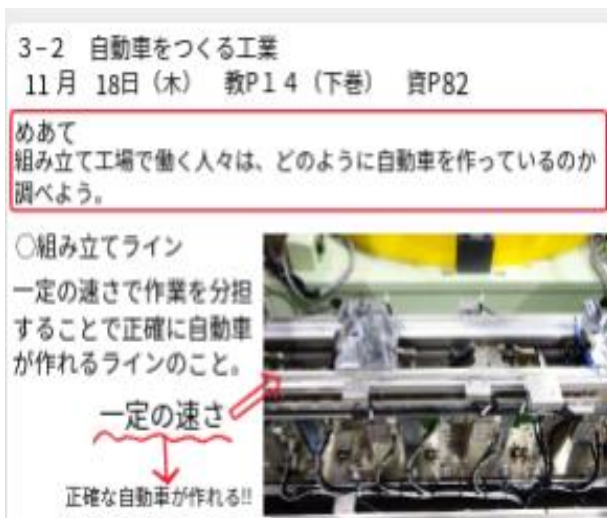 3-2 自動車をつくる工業
11月 18日（木） 教P14（下巻） 資P82
めあて
組み立て工場で働く人々は、どのように自動車を作っているのか
調べよう。
○組み立てライン
一定の速さで作業を分担
することで正確に自動車
が作れるラインのこと。
一定の速さ
正確な自動車が作れる!!